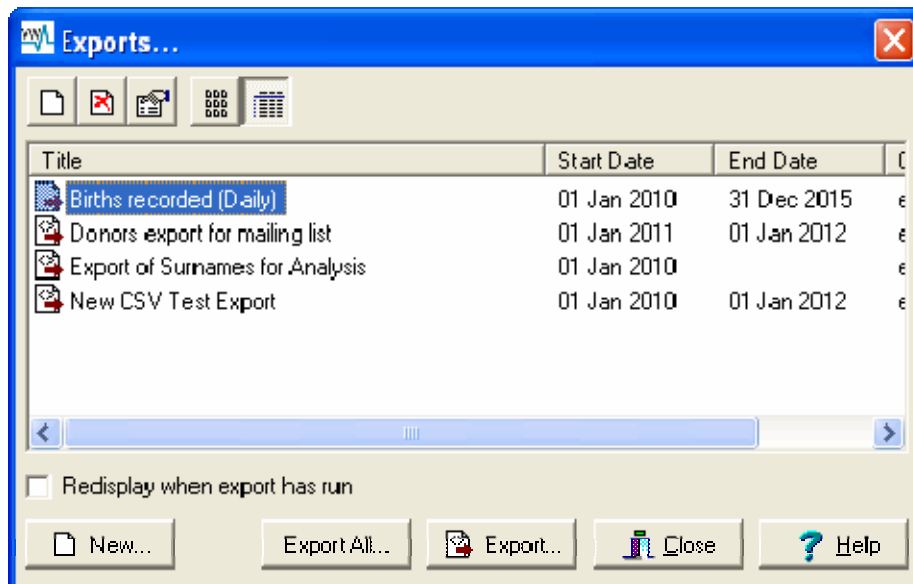 Exports...
Title Start Date End Date
Births recorded (Daily) 01 Jan 2010 31 Dec 2015 e
Donors export for mailing list 01 Jan 2011 01 Jan 2012 e
Export of Surnames for Analysis 01 Jan 2010 e
New CSV Test Export 01 Jan 2010 01 Jan 2012 e
Redisplay when export has run
New... Export All... Export... Close Help